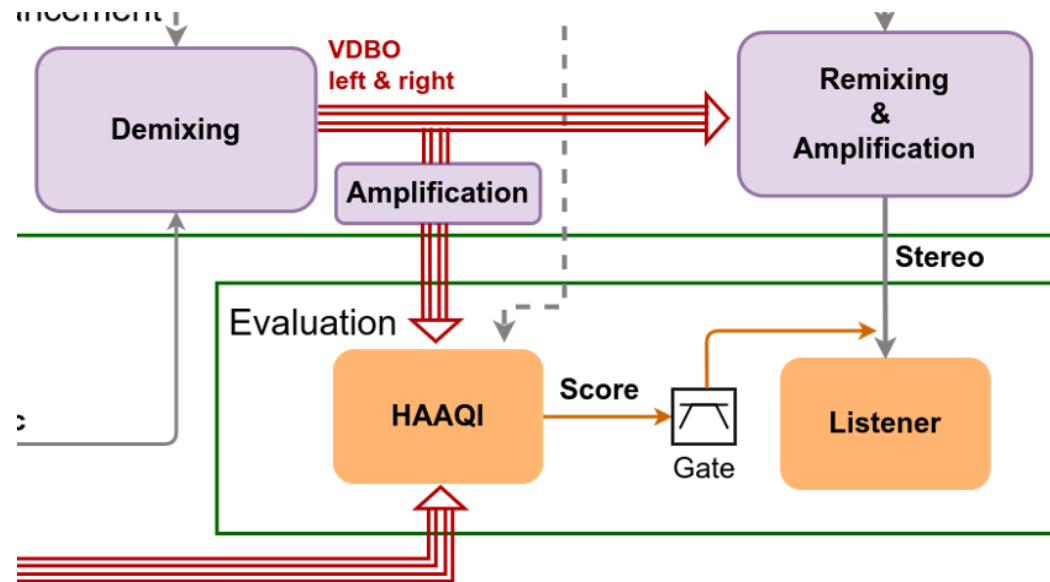 VDBO
left & right
Demixing
Remixing
&
Amplification
Amplification
Stereo
Evaluation
HAAQI
Score
Gate
Listener